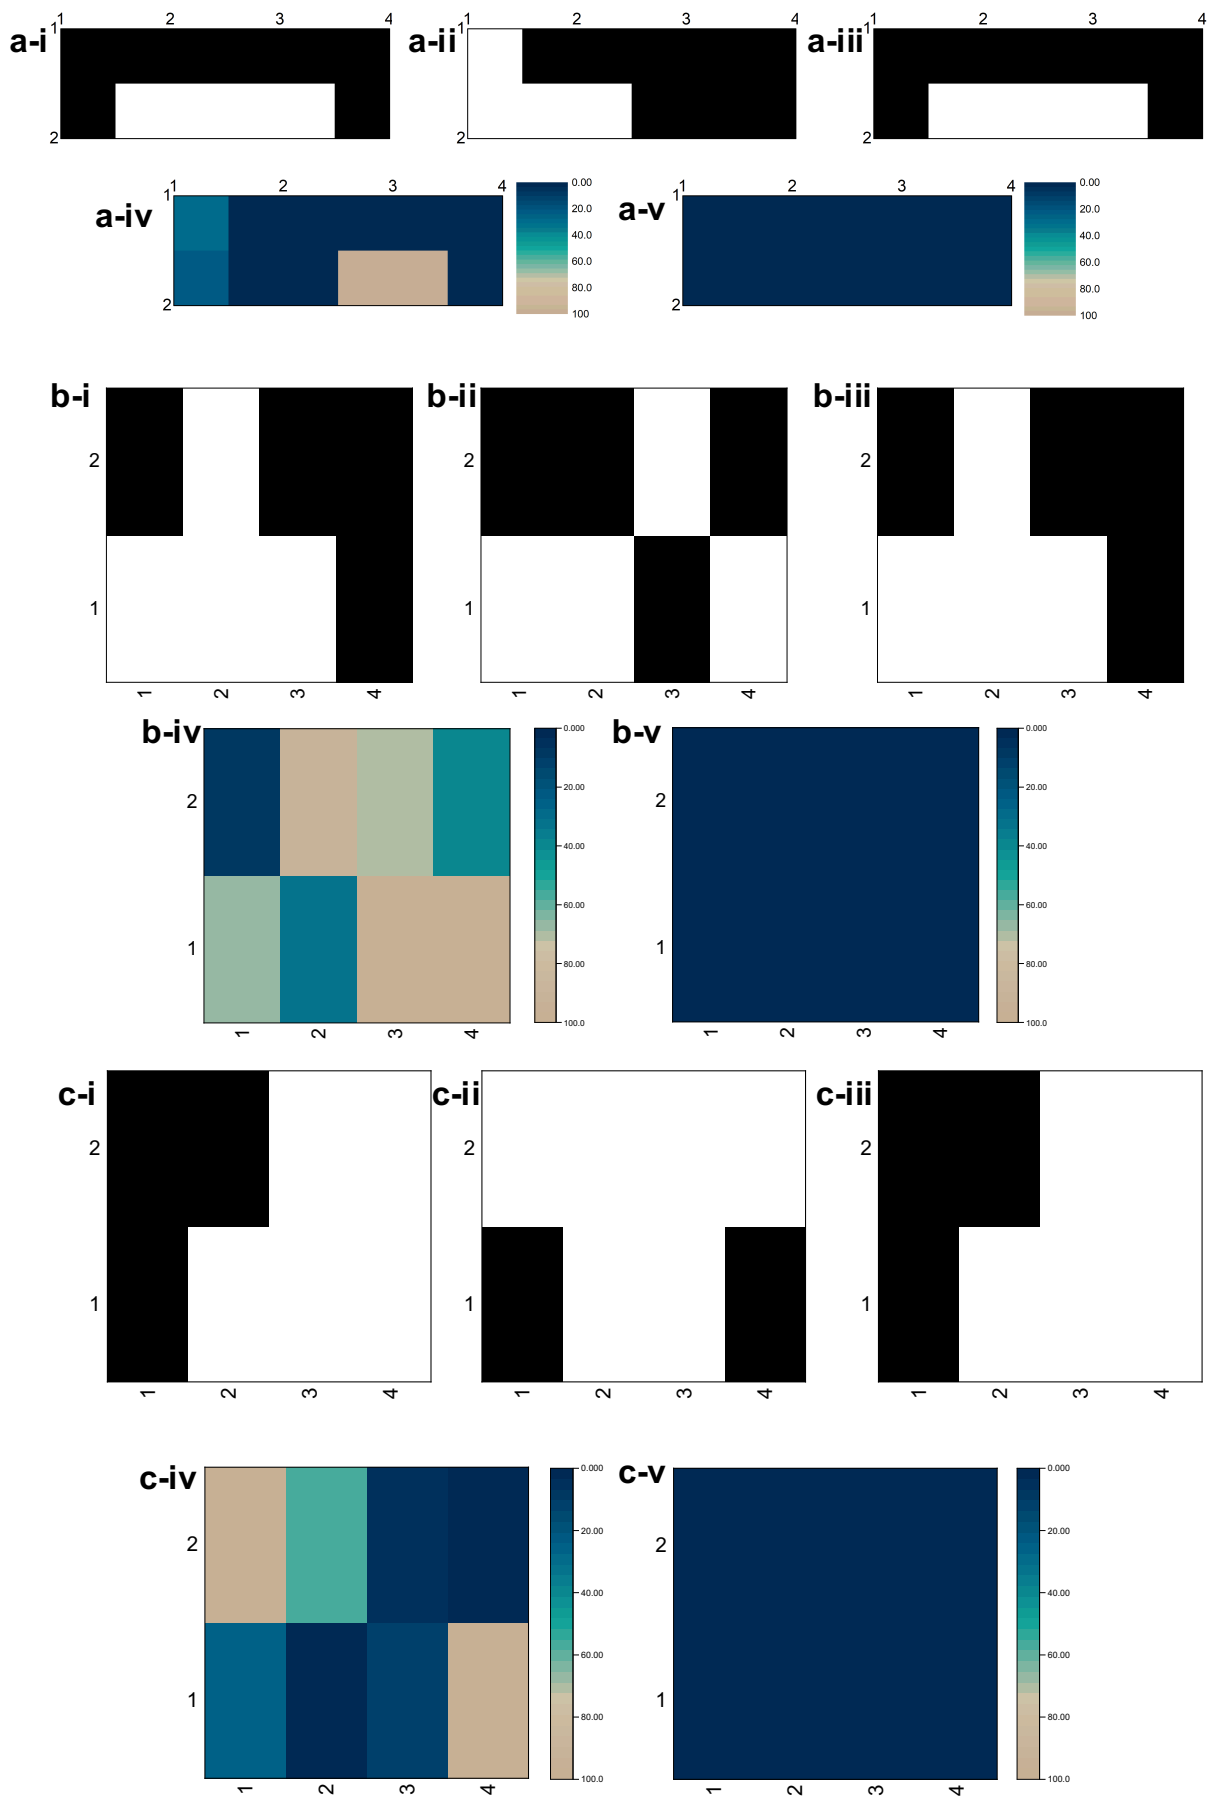 1 2 3 4 1 2 3 4 1 2 3 4
a-i 1 a-ii 1 a-iii 1
2 2 2
1 2 3 4 0.00 1 2 3 4 0.00
a-iv 1 20.0 a-v 1 20.0
40.0 40.0
60.0 60.0
80.0 80.0
2 100 2 100
b-i b-ii b-iii
2 2 2
1 1 1
1 2 3 4 1 2 3 4 1 2 3 4
b-iv 0.000 b-v 0.000
2 20.00 2 20.00
40.00 40.00
60.00 60.00
1 80.00 1 80.00
100.0 100.0
1 2 3 4 1 2 3 4
c-i c-ii c-iii
2 2 2
1 1 1
1 2 3 4 1 2 3 4 1 2 3 4
c-iv 0.000 c-v 0.000
2 20.00 2 20.00
40.00 40.00
60.00 60.00
1 80.00 1 80.00
100.0 100.0
1 2 3 4 1 2 3 4